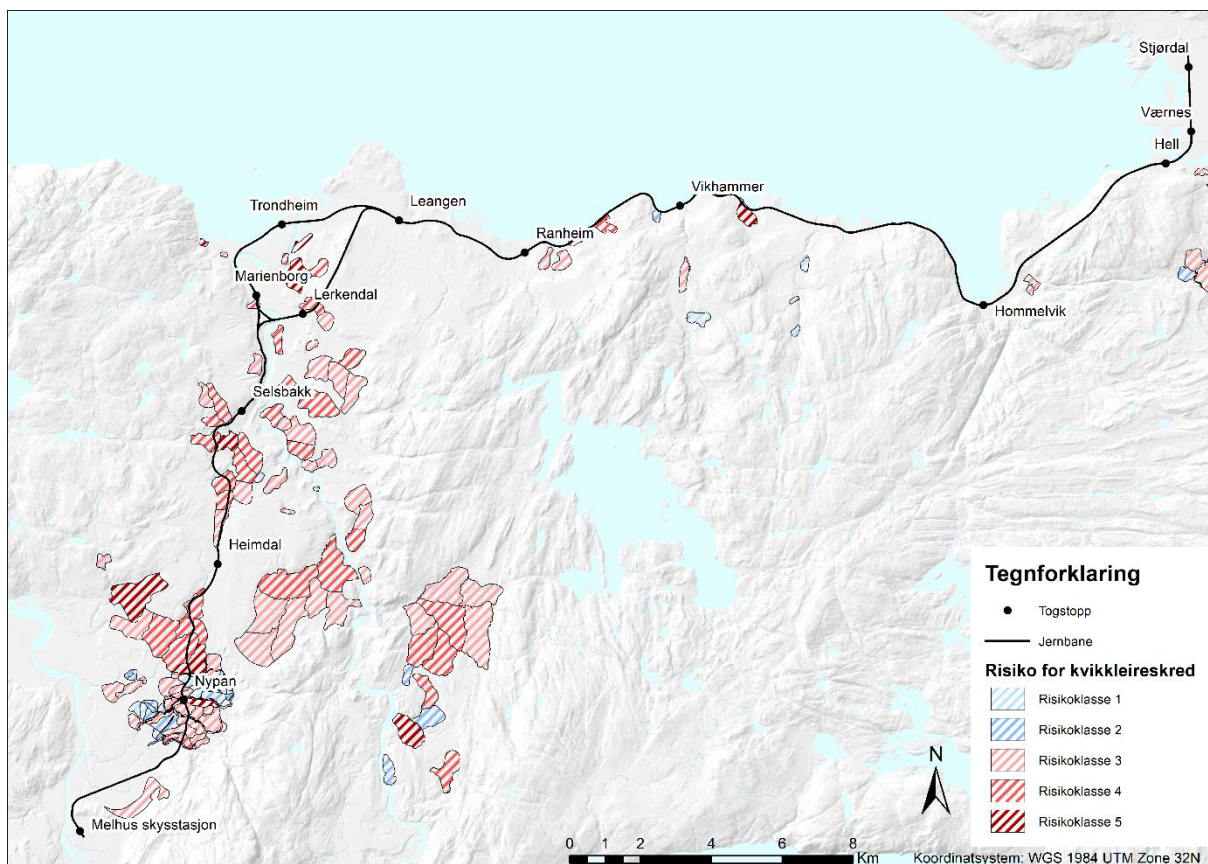 Stjørdal
Værnes
Hell
Vikhammer
Leangen
Trondheim
Ranheim
Marienborg
Lerkendal
Hommelvik
Selsbakk
Heimdal
Nypan
Melhus skysstasjon
Tegnforklaring
Togstopp
Jernbane
Risiko for kvikkleireskred
Risikoklasse 1
Risikoklasse 2
Risikoklasse 3
Risikoklasse 4
Risikoklasse 5
N
0 1 2 4 6 8
Km
Koordinatsystem: WGS 1984 UTM Zone 32N